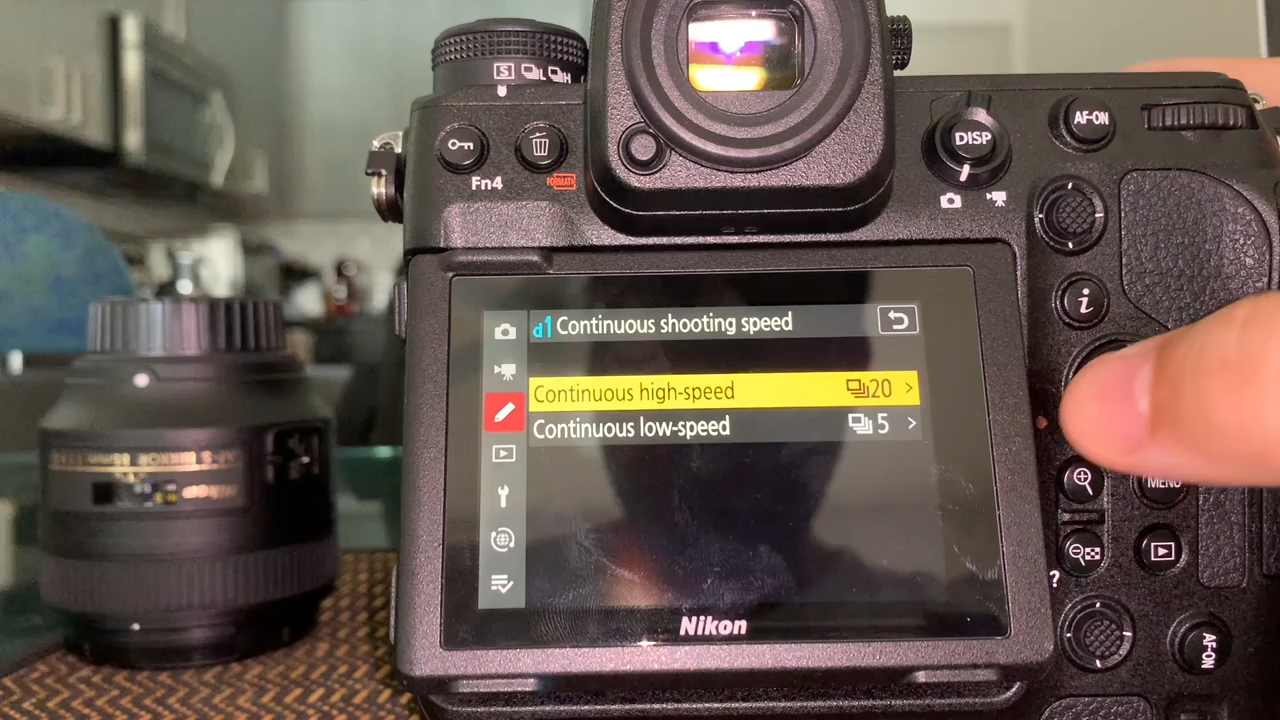 S L H
DISP
AF-ON
Fn4
FORMAT
i
d1 Continuous shooting speed
Continuous high-speed 20 >
Continuous low-speed 5 >
MENU
?
Nikon
AF-ON
Nikon